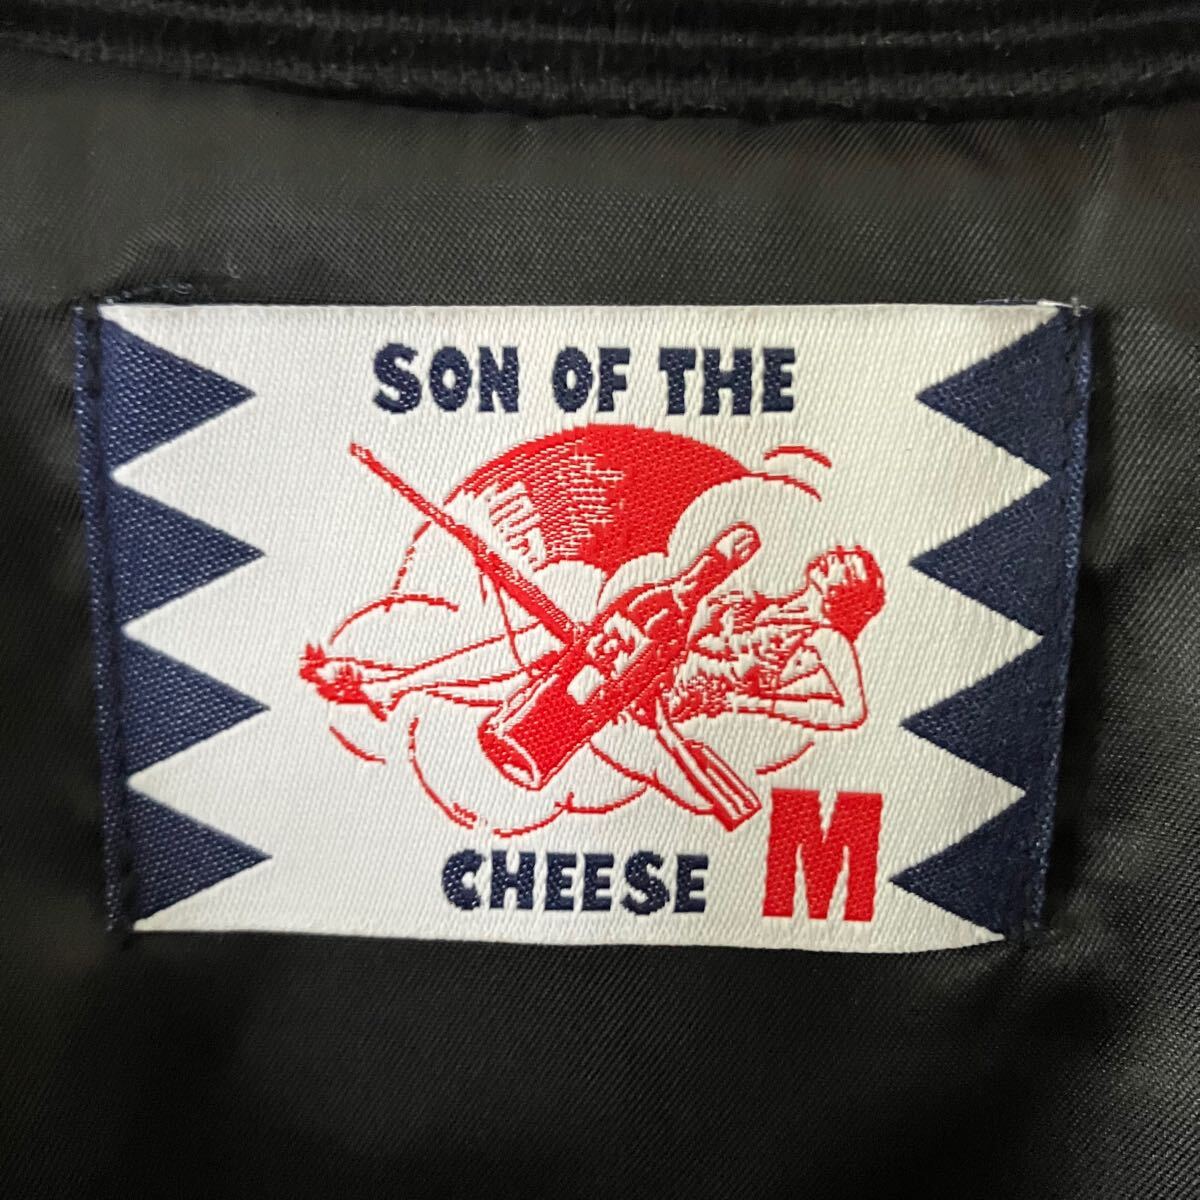 SON OF THE
CHEESE
M